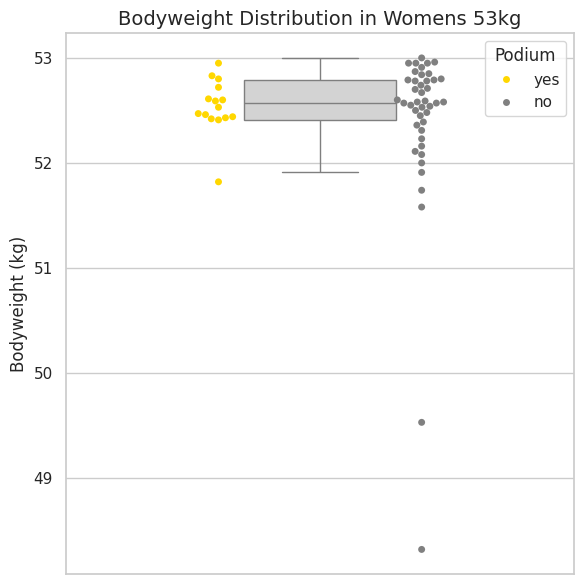 Bodyweight Distribution in Womens 53kg
Podium
yes
no
Bodyweight (kg)
53
52
51
50
49